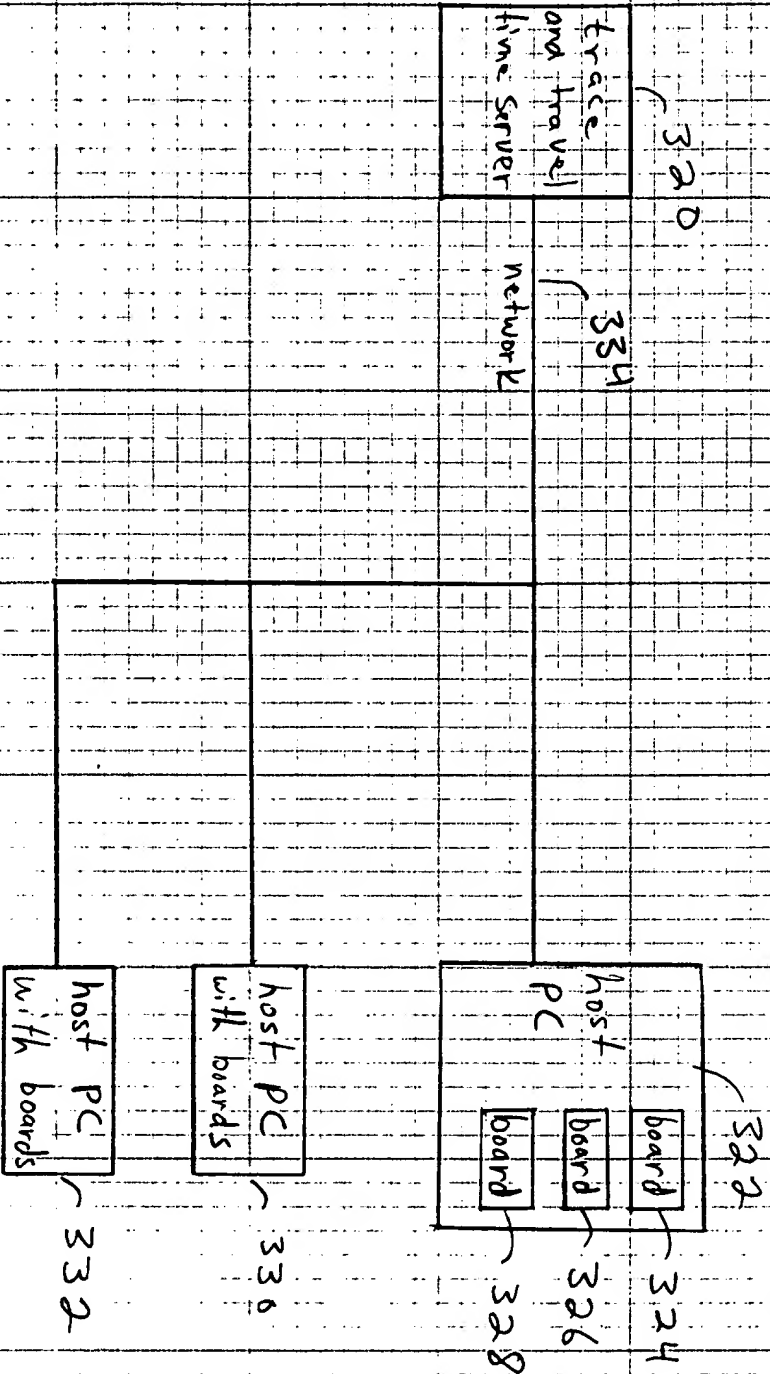 320
trace
and travel
time server
334
network
322
host
PC
board
324
board
326
board
328
host PC
with boards
330
host PC
with boards
332